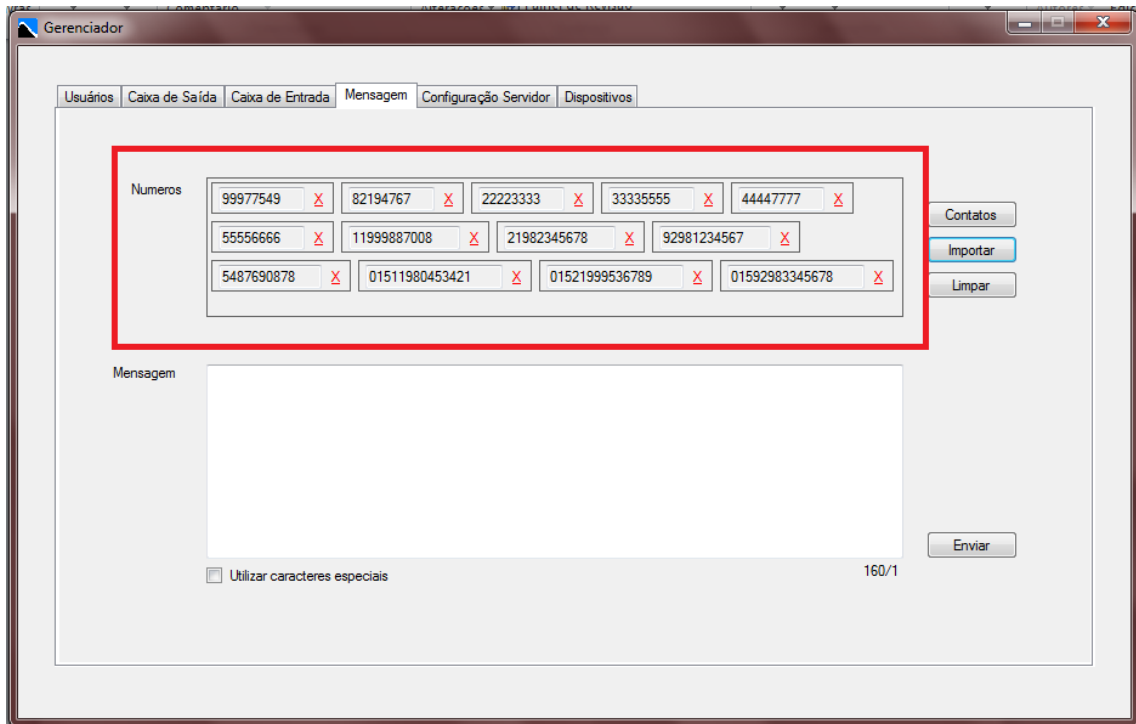 Gerenciador
Usuários Caixa de Saída Caixa de Entrada Mensagem Configuração Servidor Dispositivos
Numeros
99977549 X 82194767 X 22223333 X 33335555 X 44447777 X
55556666 X 11999887008 X 21982345678 X 92981234567 X
5487690878 X 01511980453421 X 01521999536789 X 01592983345678 X
Contatos
Importar
Limpar
Mensagem
Enviar
Utilizar caracteres especiais 160/1